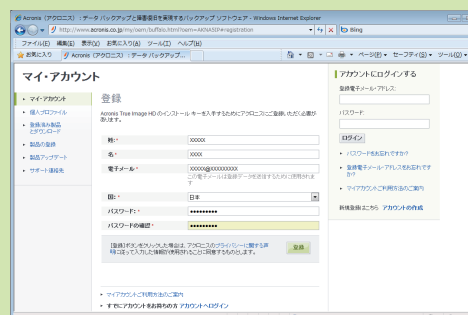 Acronis (アクロニス) : データ バックアップと障害復旧を実現するバックアップ ソフトウェア - Windows Internet Explorer
http://www.acronis.co.jp/my/oem/buffalo.html?oem=AKNASIP#registration
Bing
ファイル(F) 編集(E) 表示(V) お気に入り(A) ツール(T) ヘルプ(H)
お気に入り
Acronis (アクロニス) : データ バックアップ...
ページ(P) セーフティ(S) ツール(O)
マイ・アカウント
マイ・アカウント
個人プロファイル
登録済み製品
とダウンロード
製品の登録
製品アップデート
サポート連絡先
登録
Acronis True Image HD のインストール キーを入手するためにアクロニスにご登録いただく必要が
あります。
姓: * XXXXX
名: * XXXX
電子メール: * XXXXX@XXXXXXXXX
この電子メールは登録データを送信するために使用されま
す
国: * 日本
パスワード: * •••••••••
パスワードの確認: * •••••••••
[登録]ボタンをクリックした場合は、アクロニスのプライバシーに関する声
明に従って入力した情報が使用されることに同意するものとします。
登録
マイアカウントご利用方法のご案内
すでにアカウントをお持ちの方 アカウントへログイン
アカウントにログインする
登録電子メール・アドレス:
パスワード:
ログイン
パスワードをお忘れですか?
登録電子メール・アドレスをお忘れです
か?
マイアカウントご利用方法のご案内
新規登録はこちら アカウントの作成